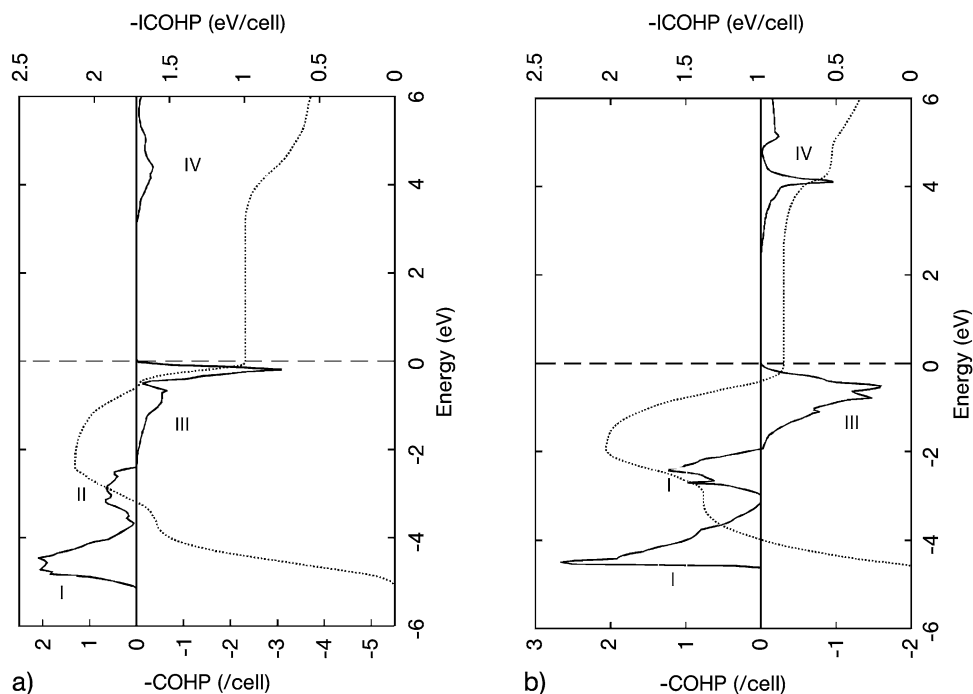 -ICOHP (eV/cell)
2.5 2 1.5 1 0.5 0
6
4
2
0
-2
-4
-6
Energy (eV)
IV
III
II
I
2 1 0 -1 -2 -3 -4 -5
-COHP (/cell)
a)
-ICOHP (eV/cell)
2.5 2 1.5 1 0.5 0
6
4
2
0
-2
-4
-6
Energy (eV)
IV
III
I
I
3 2 1 0 -1 -2
-COHP (/cell)
b)